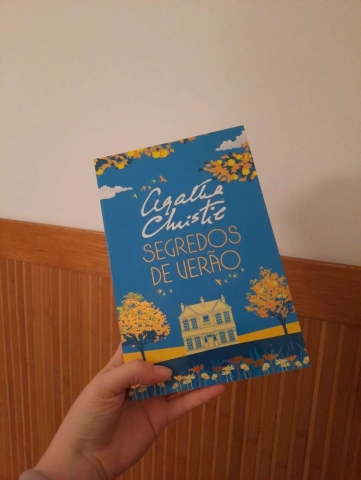 Agatha
Christie
SEGREDOS
DE VERÃO